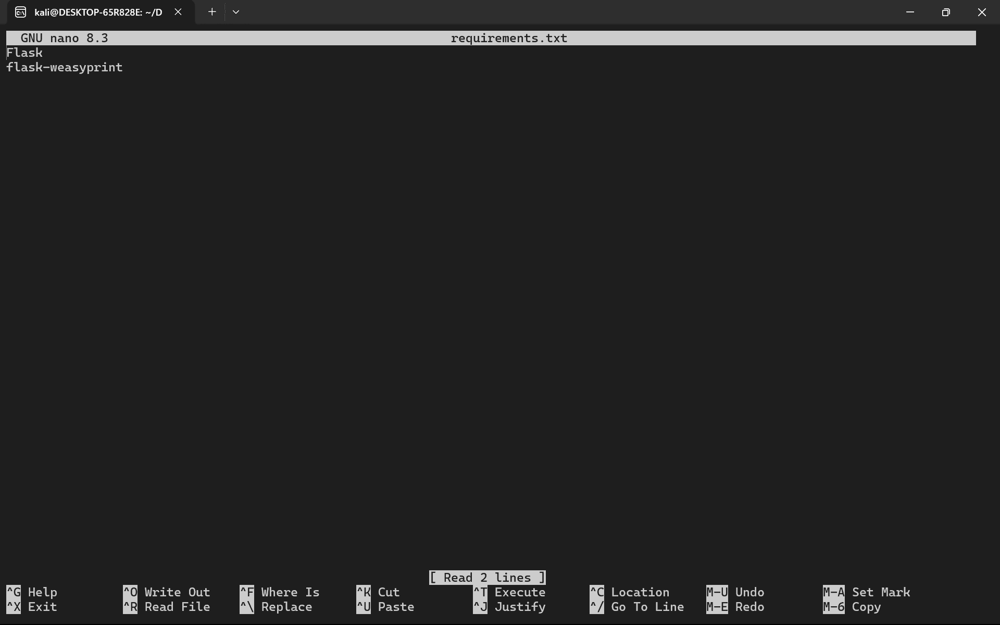 kali@DESKTOP-65R828E: ~/D
GNU nano 8.3 requirements.txt
Flask
flask-weasyprint
[ Read 2 lines ]
^G Help ^O Write Out ^F Where Is ^K Cut ^T Execute ^C Location M-U Undo M-A Set Mark
^X Exit ^R Read File ^\ Replace ^U Paste ^J Justify ^/ Go To Line M-E Redo M-6 Copy